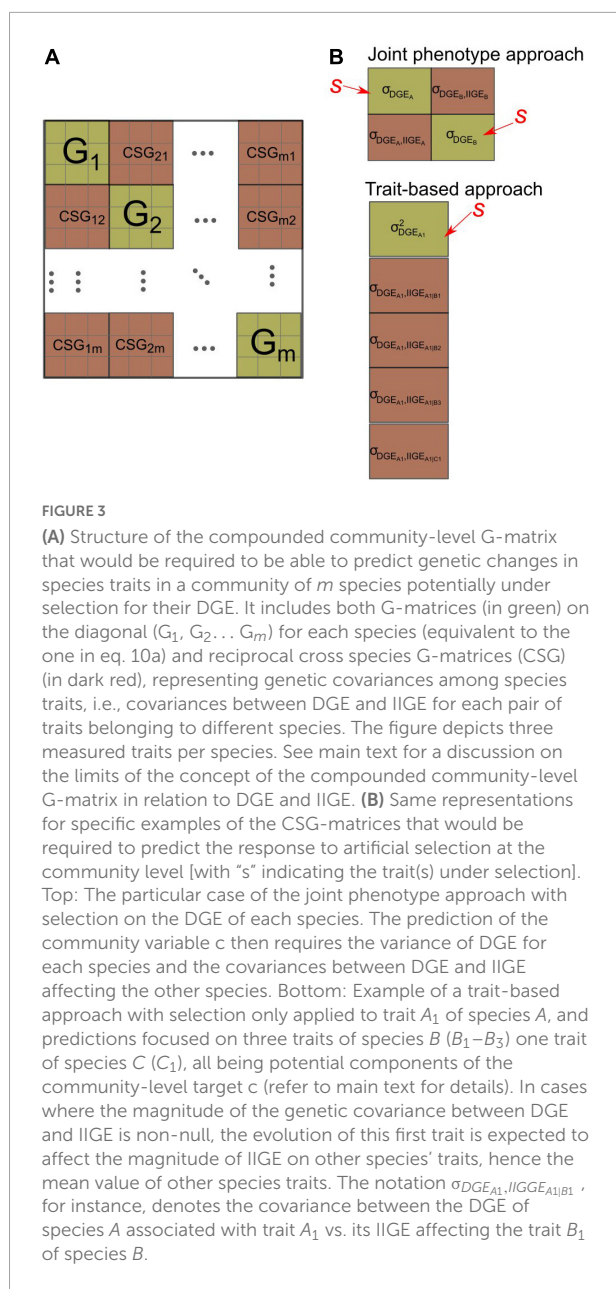 A
G1 CSG21 ... CSGm1
CSG12 G2 ... CSGm2
CSG1m CSG2m ... Gm
B
Joint phenotype approach
S σDGEA σDGEB,IIGEB
σDGEA,IIGEA σDGEB S
Trait-based approach
S
σ²DGEA1
σDGEA1,IIGEA1|B1
σDGEA1,IIGEA1|B2
σDGEA1,IIGEA1|B3
σDGEA1,IIGEA1|C1
FIGURE 3
(A) Structure of the compounded community-level G-matrix
that would be required to be able to predict genetic changes in
species traits in a community of m species potentially under
selection for their DGE. It includes both G-matrices (in green) on
the diagonal (G1, G2... Gm) for each species (equivalent to the
one in eq. 10a) and reciprocal cross species G-matrices (CSG)
(in dark red), representing genetic covariances among species
traits, i.e., covariances between DGE and IIGE for each pair of
traits belonging to different species. The figure depicts three
measured traits per species. See main text for a discussion on
the limits of the concept of the compounded community-level
G-matrix in relation to DGE and IIGE. (B) Same representations
for specific examples of the CSG-matrices that would be
required to predict the response to artificial selection at the
community level [with “s” indicating the trait(s) under selection].
Top: The particular case of the joint phenotype approach with
selection on the DGE of each species. The prediction of the
community variable c then requires the variance of DGE for
each species and the covariances between DGE and IIGE
affecting the other species. Bottom: Example of a trait-based
approach with selection only applied to trait A1 of species A, and
predictions focused on three traits of species B (B1–B3) one trait
of species C (C1), all being potential components of the
community-level target c (refer to main text for details). In cases
where the magnitude of the genetic covariance between DGE
and IIGE is non-null, the evolution of this first trait is expected to
affect the magnitude of IIGE on other species’ traits, hence the
mean value of other species traits. The notation σDGEA1,IIGGEA1|B1 ,
for instance, denotes the covariance between the DGE of
species A associated with trait A1 vs. its IIGE affecting the trait B1
of species B.